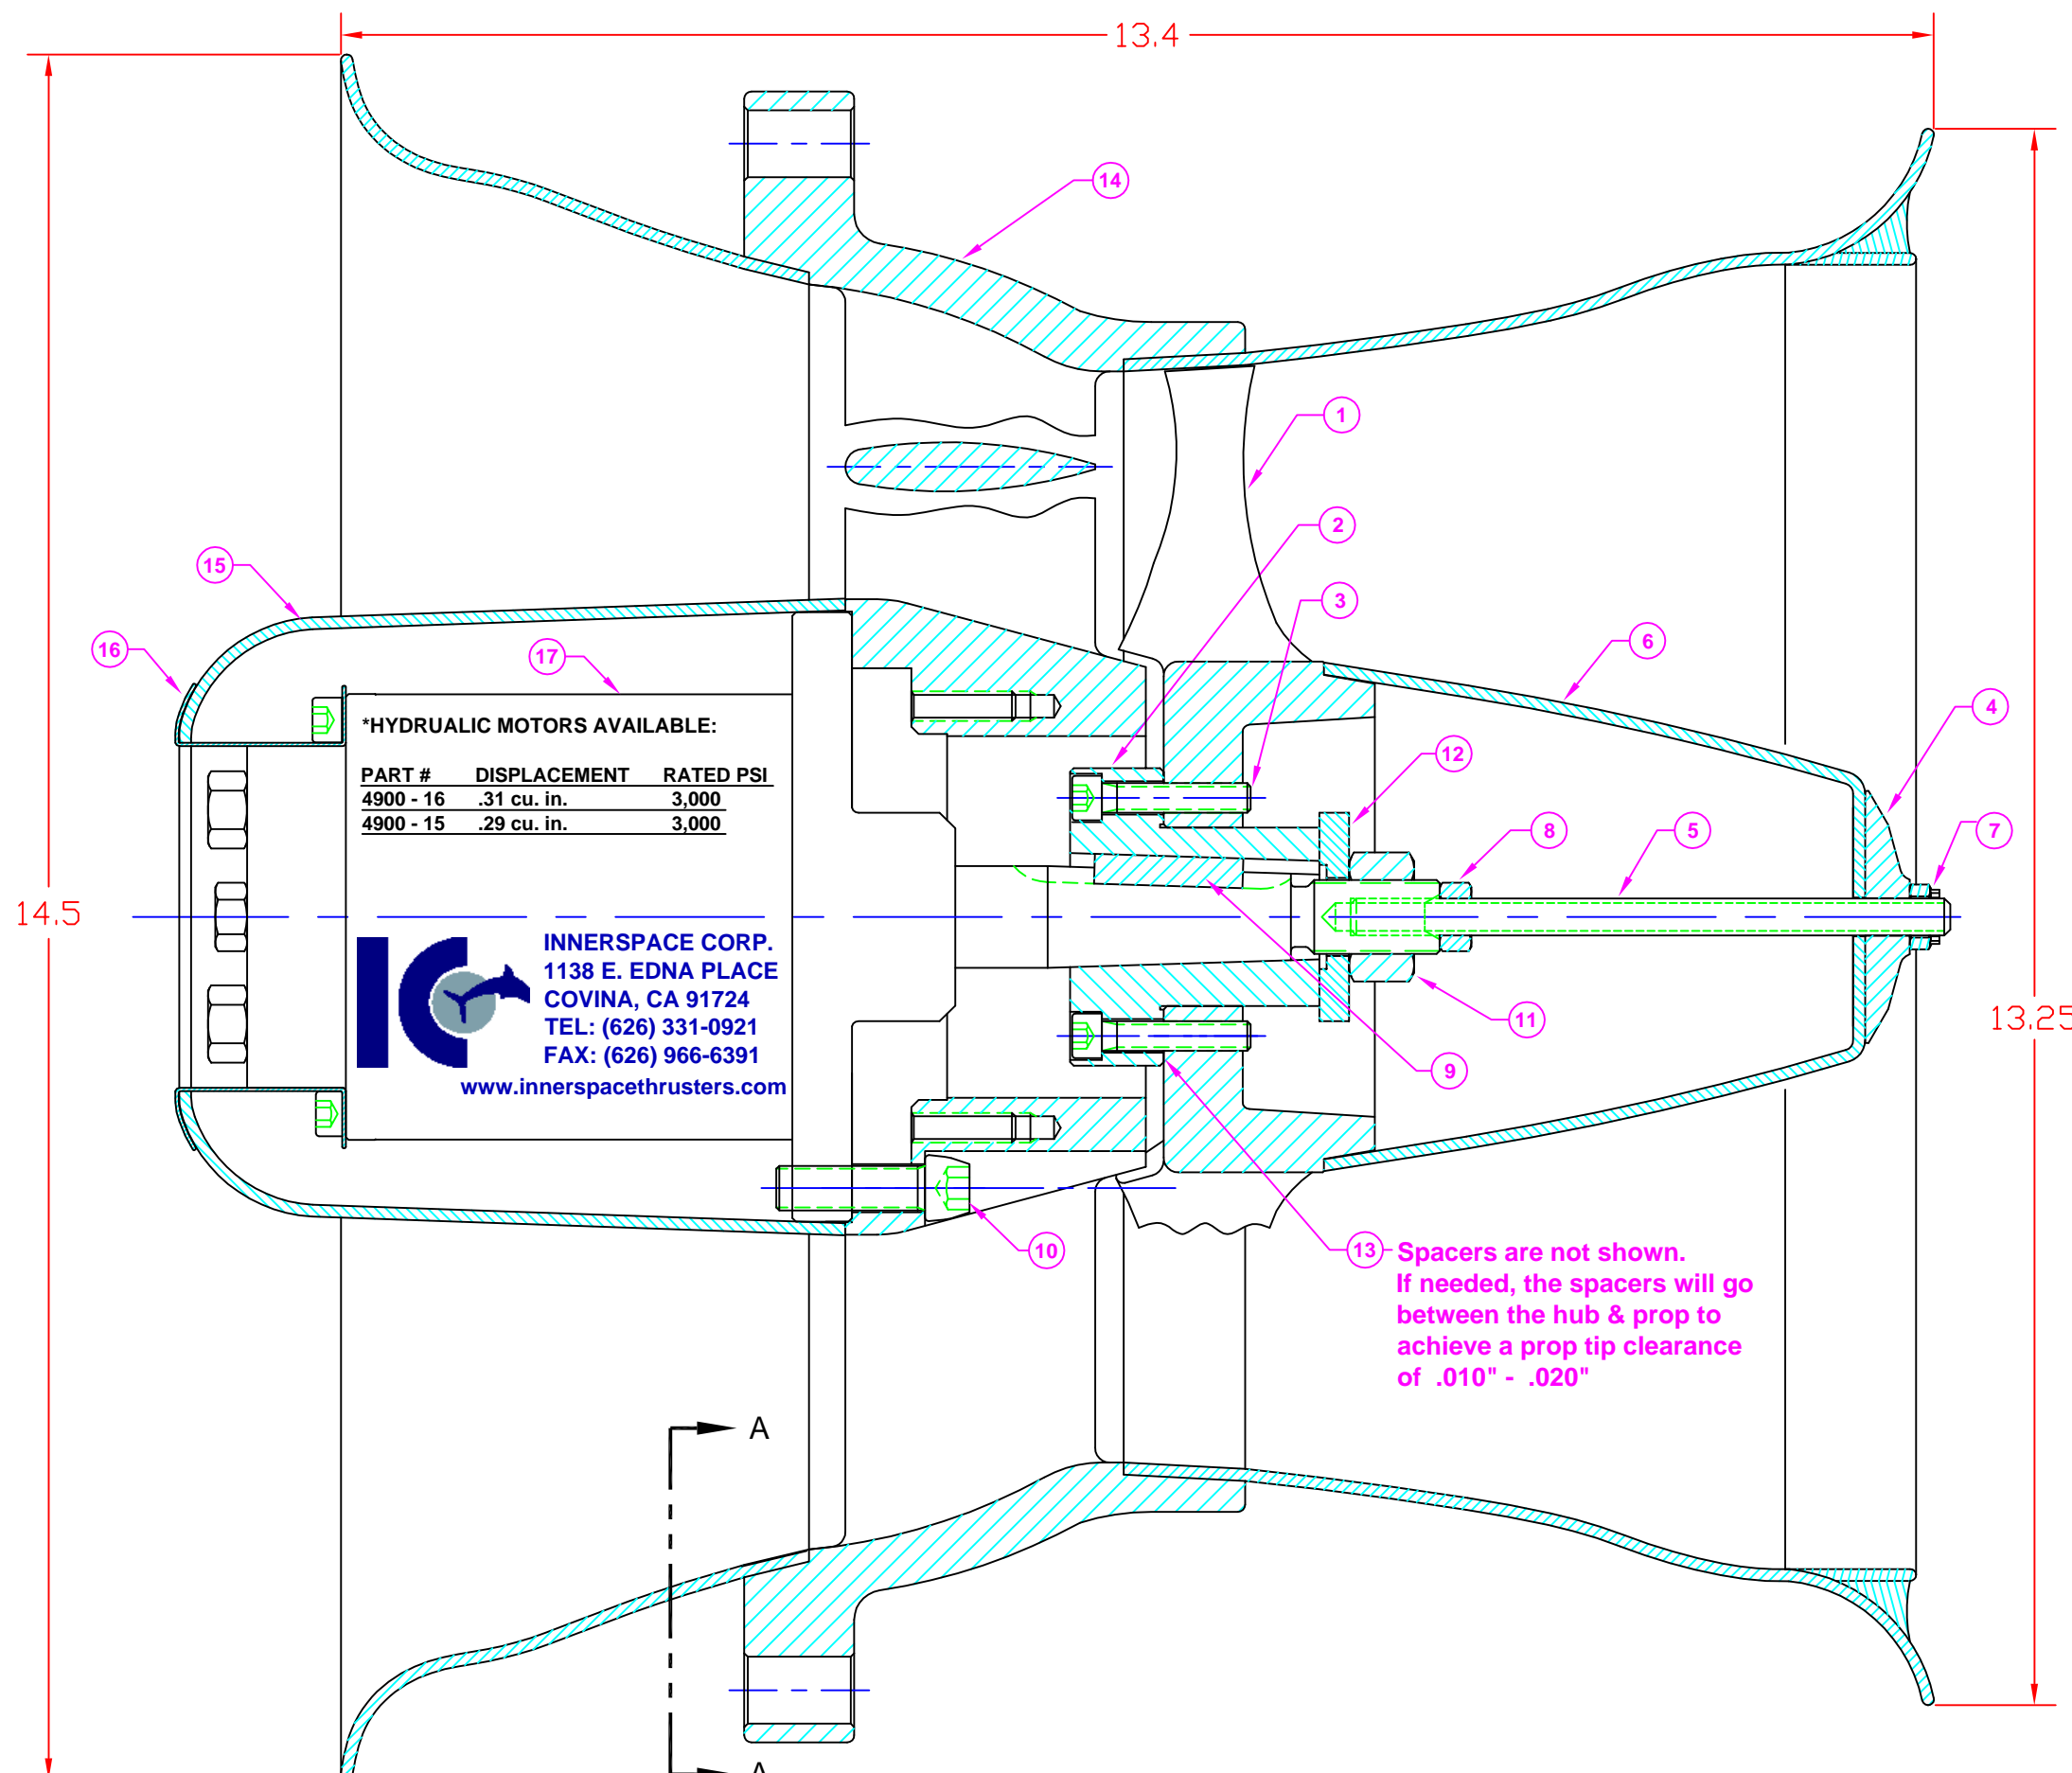 13.4
14
1
2
15
3
16
17
6
4
*HYDRUALIC MOTORS AVAILABLE:
12
PART # DISPLACEMENT RATED PSI
4900 - 16 .31 cu. in. 3,000
4900 - 15 .29 cu. in. 3,000
8
5
7
14.5
INNERSPACE CORP.
1138 E. EDNA PLACE
COVINA, CA 91724
TEL: (626) 331-0921
FAX: (626) 966-6391
www.innerspacethrusters.com
11
13.25
9
10
13 Spacers are not shown.
If needed, the spacers will go
between the hub & prop to
achieve a prop tip clearance
of .010" - .020"
A
A